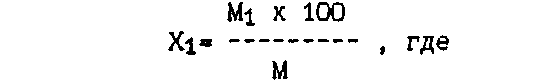 M₁ x 100
X₁= --------- , где
M